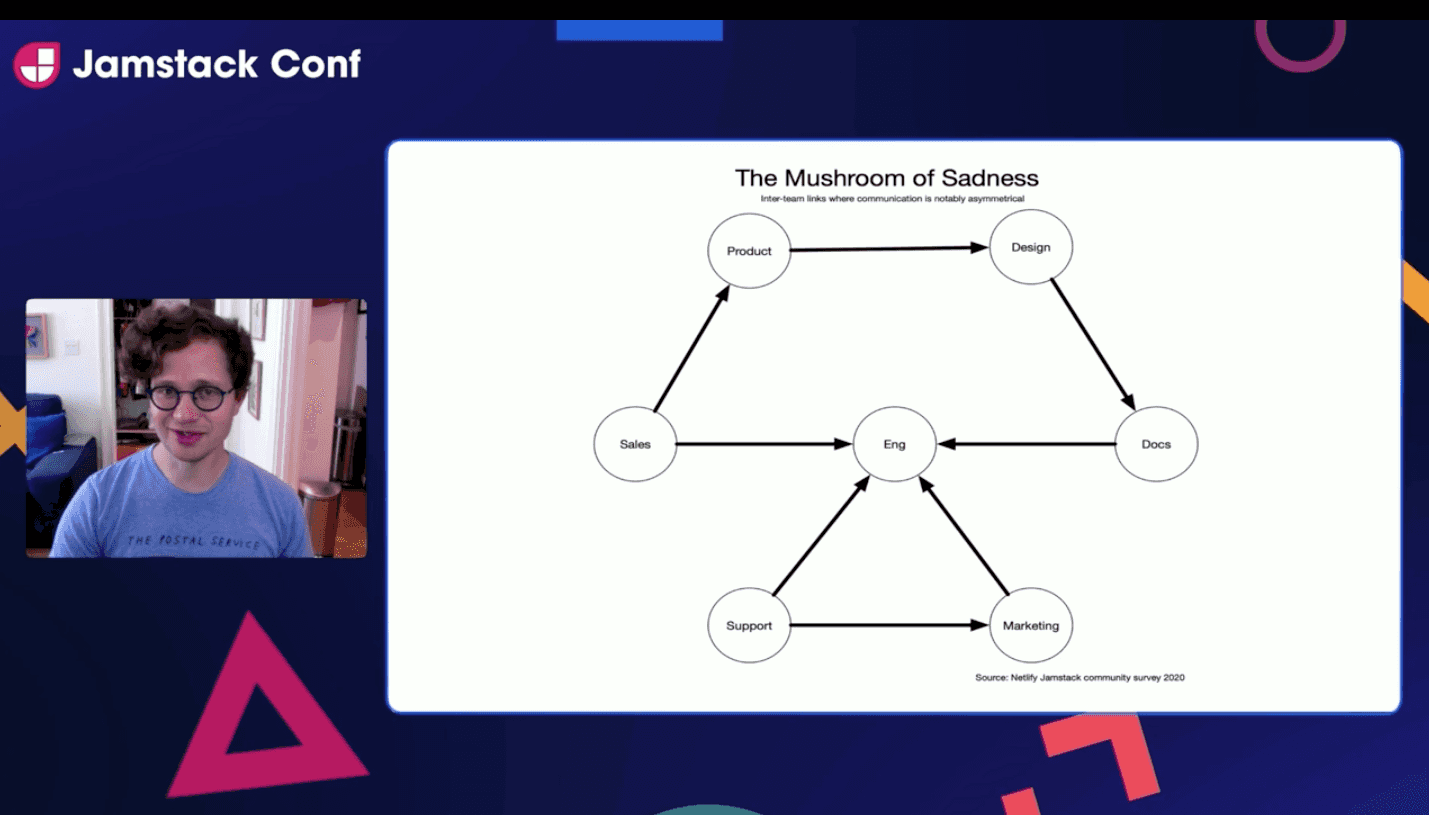 Jamstack Conf
The Mushroom of Sadness
Inter-team links where communication is notably asymmetrical
Product
Design
Sales
Eng
Docs
Support
Marketing
Source: Netlify Jamstack community survey 2020
THE POSTAL SERVICE